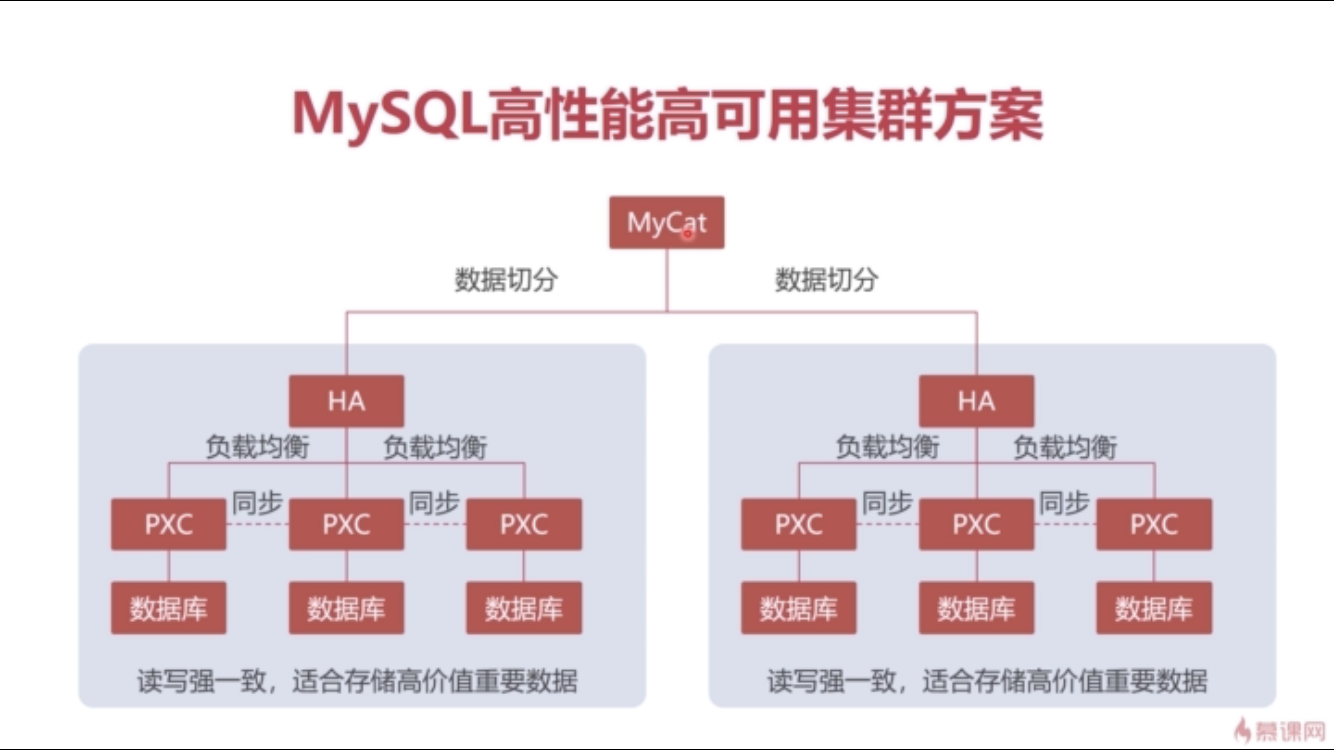 MySQL高性能高可用集群方案
MyCat
数据切分 数据切分
HA HA
负载均衡 负载均衡 负载均衡 负载均衡
同步 同步 同步 同步
PXC PXC PXC PXC PXC PXC
数据库 数据库 数据库 数据库 数据库 数据库
读写强一致，适合存储高价值重要数据 读写强一致，适合存储高价值重要数据
慕课网